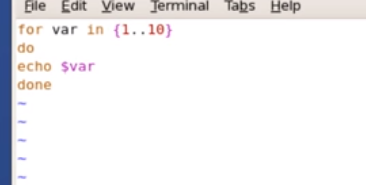 File Edit View Terminal Tabs Help
for var in {1..10}
do
echo $var
done
~
~
~
~
~